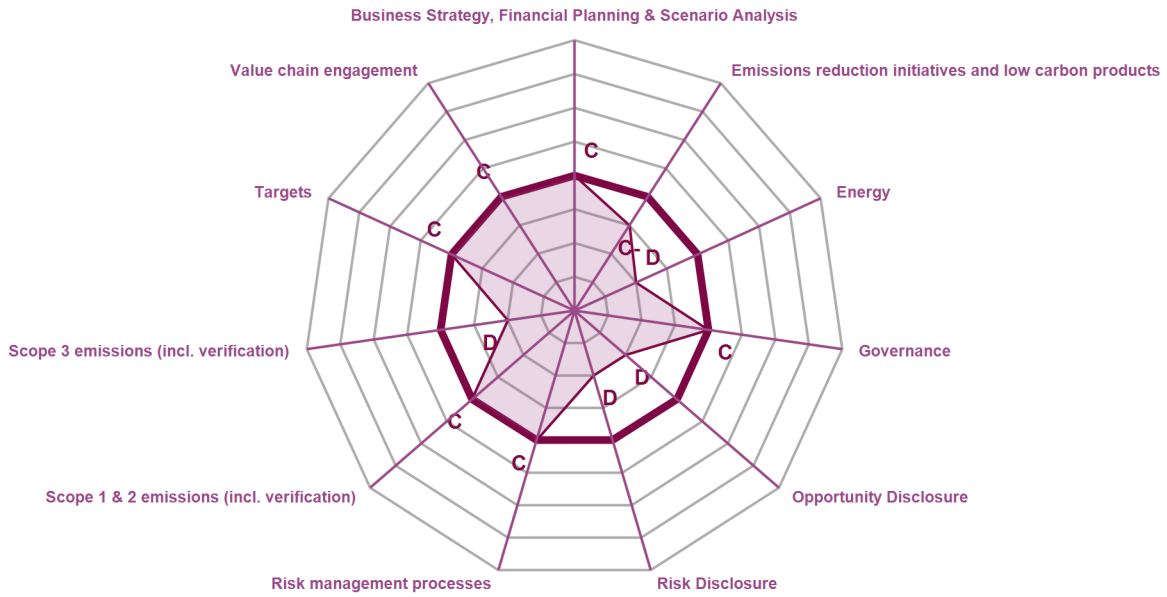 Business Strategy, Financial Planning & Scenario Analysis
Value chain engagement
Emissions reduction initiatives and low carbon products
C
C
Targets
Energy
C
C-
D
Scope 3 emissions (incl. verification)
D
C
Governance
D
D
C
C
Scope 1 & 2 emissions (incl. verification)
Opportunity Disclosure
Risk management processes
Risk Disclosure